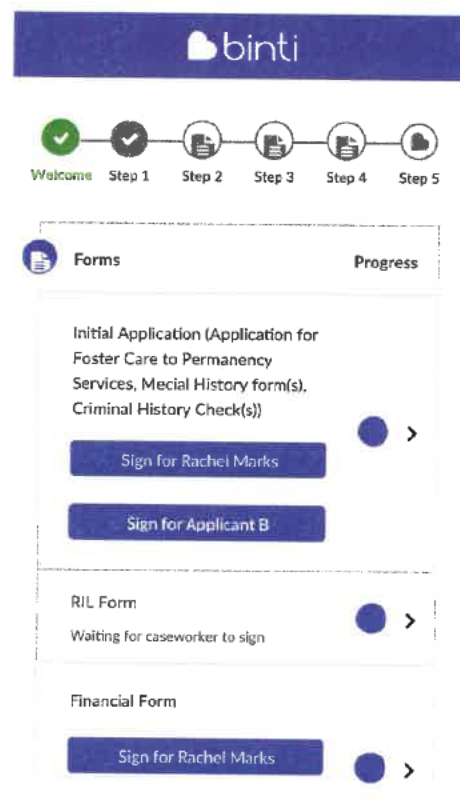 binti
Welcome Step 1 Step 2 Step 3 Step 4 Step 5
Forms Progress
Initial Application (Application for
Foster Care to Permanency
Services, Mecial History form(s),
Criminal History Check(s))
Sign for Rachel Marks
Sign for Applicant B
RIL Form
Waiting for caseworker to sign
Financial Form
Sign for Rachel Marks